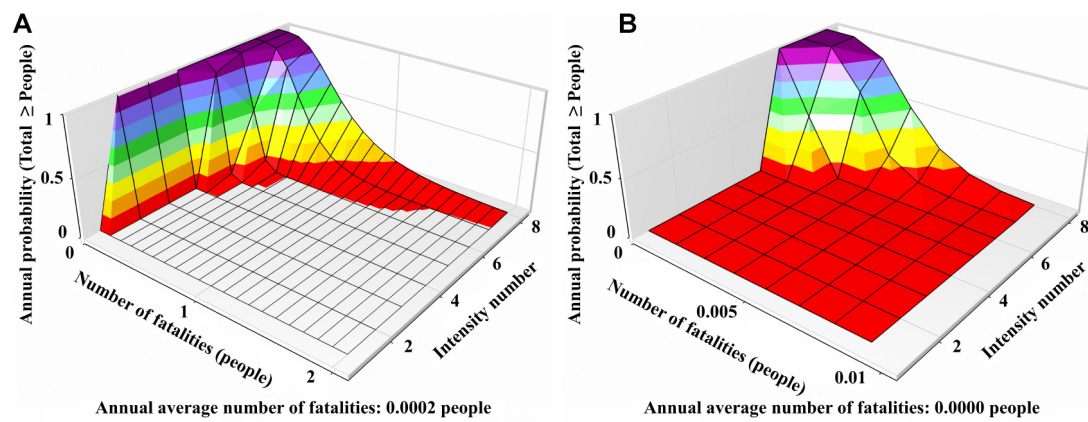 A
Annual probability (Total ≥ People)
1
0.5
0
0
1
2
Number of fatalities (people)
2
4
6
8
Intensity number
Annual average number of fatalities: 0.0002 people
B
Annual probability (Total ≥ People)
1
0.5
0
0
0.005
0.01
Number of fatalities (people)
2
4
6
8
Intensity number
Annual average number of fatalities: 0.0000 people